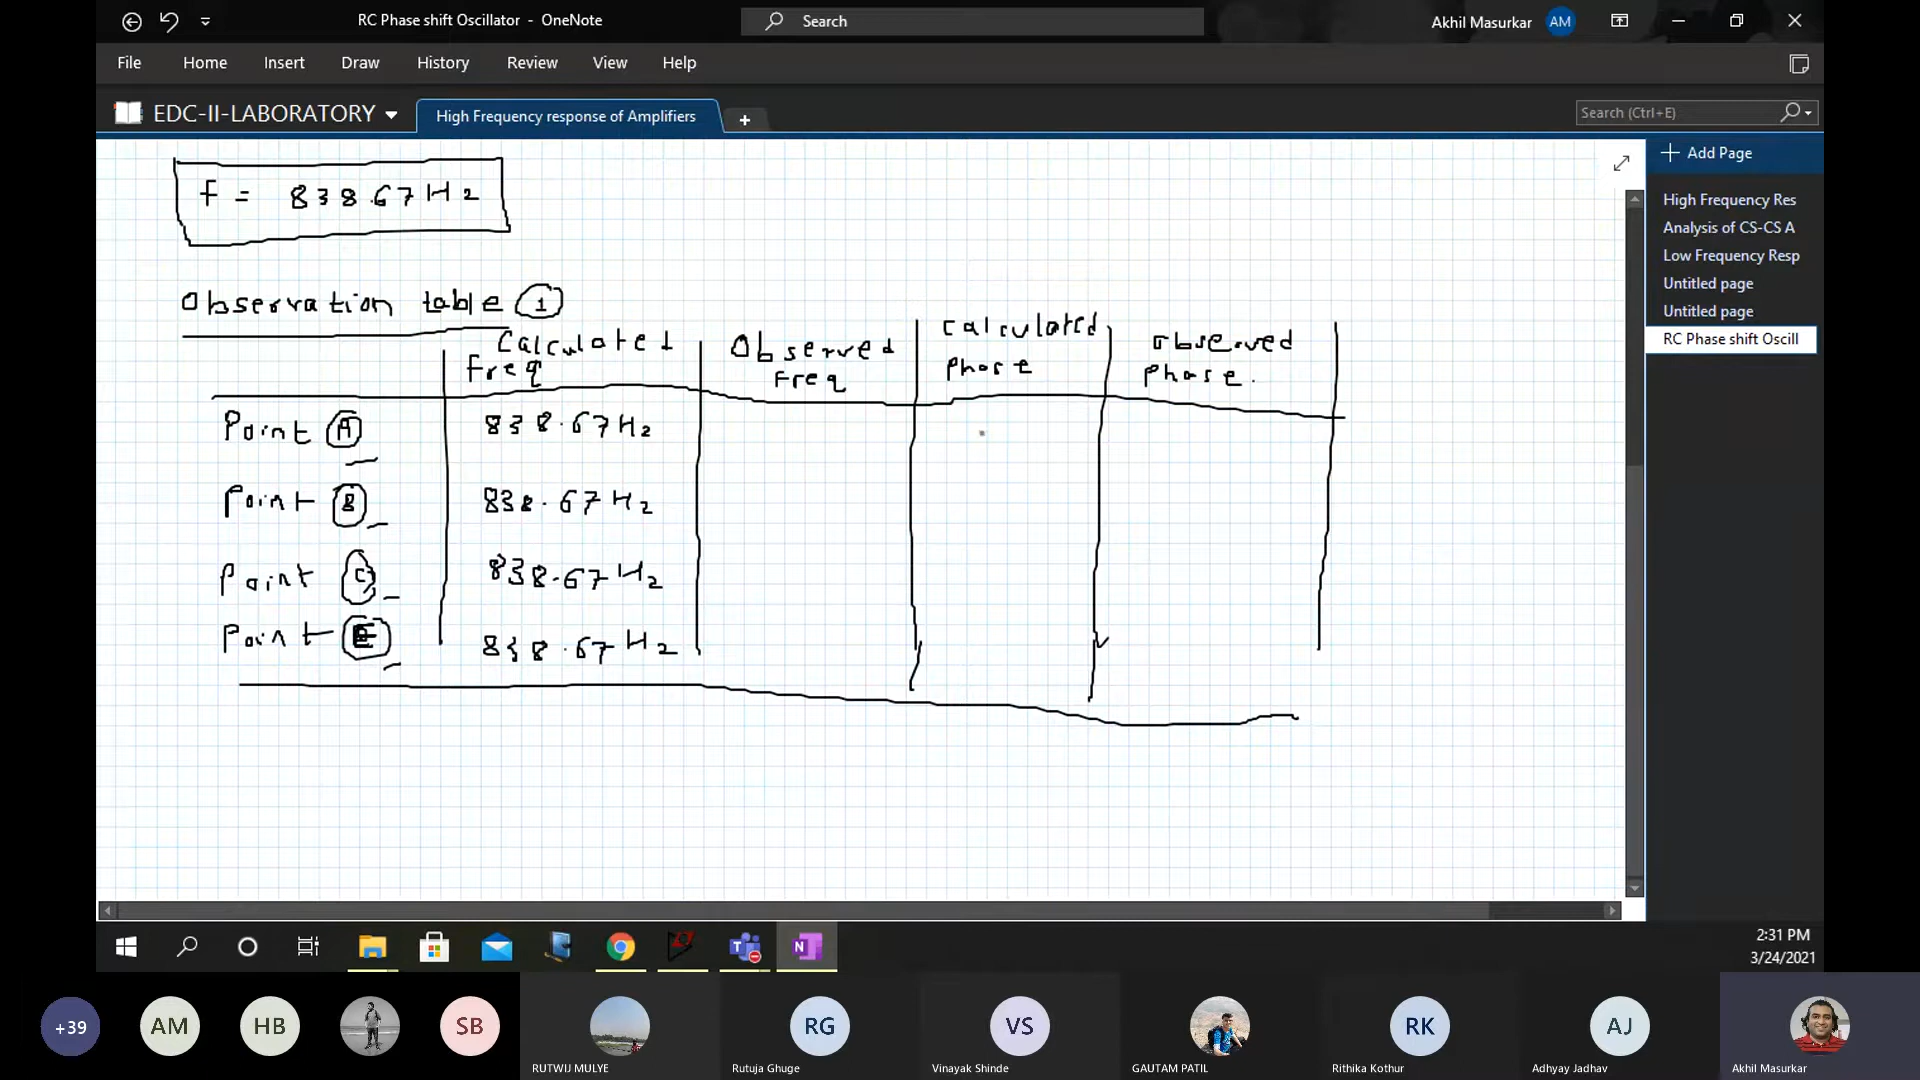 RC Phase shift Oscillator - OneNote
Search
Akhil Masurkar
AM
File Home Insert Draw History Review View Help
EDC-II-LABORATORY
High Frequency response of Amplifiers
+
Search (Ctrl+E)
Add Page
High Frequency Res
Analysis of CS-CS A
Low Frequency Resp
Untitled page
Untitled page
RC Phase shift Oscill
f = 838.67Hz
Observation table 1
Calculated Freq
Observed Freq
Calculated Phase
Observed Phase.
Point A 838.67Hz
Point B 838.67Hz
Point C 838.67Hz
Point E 838.67Hz
2:31 PM
3/24/2021
+39
AM
HB
SB
RUTWIJ MULYE
RG
Rutuja Ghuge
VS
Vinayak Shinde
GAUTAM PATIL
RK
Rithika Kothur
AJ
Adhyay Jadhav
Akhil Masurkar